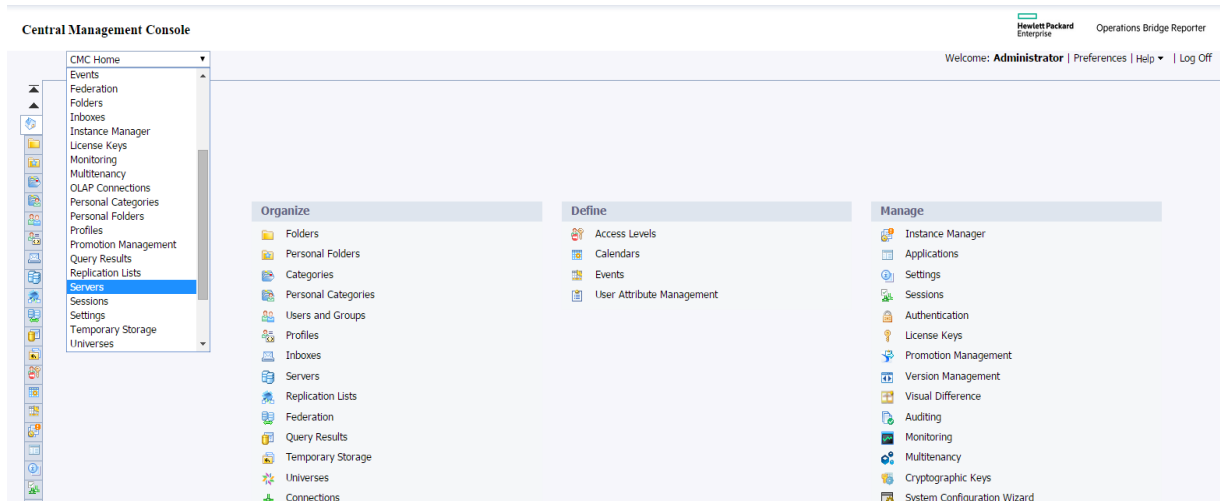 Central Management Console
Hewlett Packard
Enterprise
Operations Bridge Reporter
CMC Home
Welcome: Administrator | Preferences | Help | Log Off
Events
Federation
Folders
Inboxes
Instance Manager
License Keys
Monitoring
Multitenancy
OLAP Connections
Personal Categories
Personal Folders
Profiles
Promotion Management
Query Results
Replication Lists
Servers
Sessions
Settings
Temporary Storage
Universes
Organize
Folders
Personal Folders
Categories
Personal Categories
Users and Groups
Profiles
Inboxes
Servers
Replication Lists
Federation
Query Results
Temporary Storage
Universes
Connections
Define
Access Levels
Calendars
Events
User Attribute Management
Manage
Instance Manager
Applications
Settings
Sessions
Authentication
License Keys
Promotion Management
Version Management
Visual Difference
Auditing
Monitoring
Multitenancy
Cryptographic Keys
System Configuration Wizard